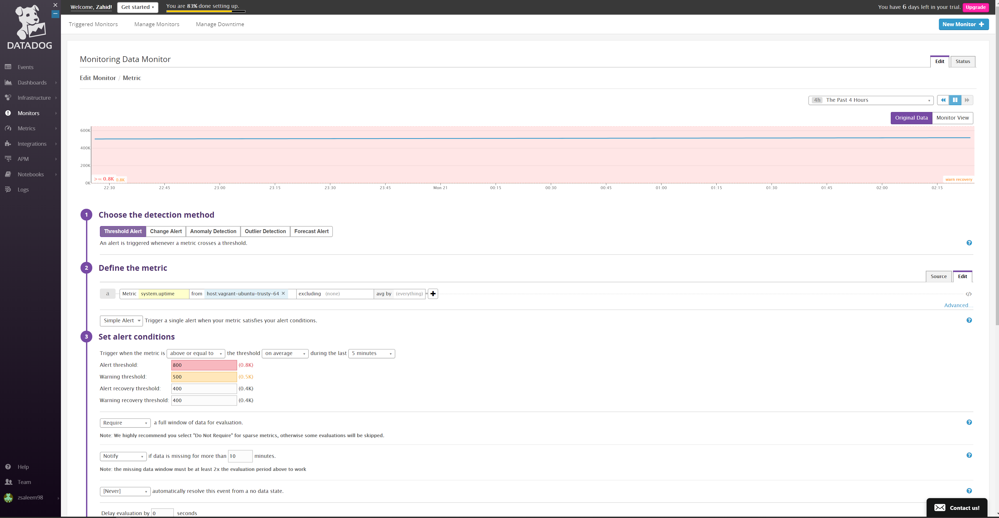 Welcome, Zahid!
Get started
You are 83% done setting up.
You have 6 days left in your trial.
Upgrade
DATADOG
Triggered Monitors
Manage Monitors
Manage Downtime
New Monitor
Events
Dashboards
Infrastructure
Monitors
Metrics
Integrations
APM
Notebooks
Logs
Help
Team
zsaleem98
Monitoring Data Monitor
Edit
Status
Edit Monitor / Metric
4h The Past 4 Hours
Original Data
Monitor View
600K
400K
200K
0K
>= 0.8K
0.8K
warn recovery
22:30 22:45 23:00 23:15 23:30 23:45 Mon 21 00:15 00:30 00:45 01:00 01:15 01:30 01:45 02:00 02:15
1 Choose the detection method
Threshold Alert Change Alert Anomaly Detection Outlier Detection Forecast Alert
An alert is triggered whenever a metric crosses a threshold.
2 Define the metric
Source
Edit
a Metric system.uptime from host:vagrant-ubuntu-trusty-64 × excluding (none) avg by (everything)
</>
Advanced...
Simple Alert Trigger a single alert when your metric satisfies your alert conditions.
3 Set alert conditions
Trigger when the metric is above or equal to the threshold on average during the last 5 minutes
Alert threshold: 800 (0.8K)
Warning threshold: 500 (0.5K)
Alert recovery threshold: 400 (0.4K)
Warning recovery threshold: 400 (0.4K)
Require a full window of data for evaluation.
Note: We highly recommend you select "Do Not Require" for sparse metrics, otherwise some evaluations will be skipped.
Notify if data is missing for more than 10 minutes.
Note: the missing data window must be at least 2x the evaluation period above to work
[Never] automatically resolve this event from a no data state.
Delay evaluation by 0 seconds
Contact us!